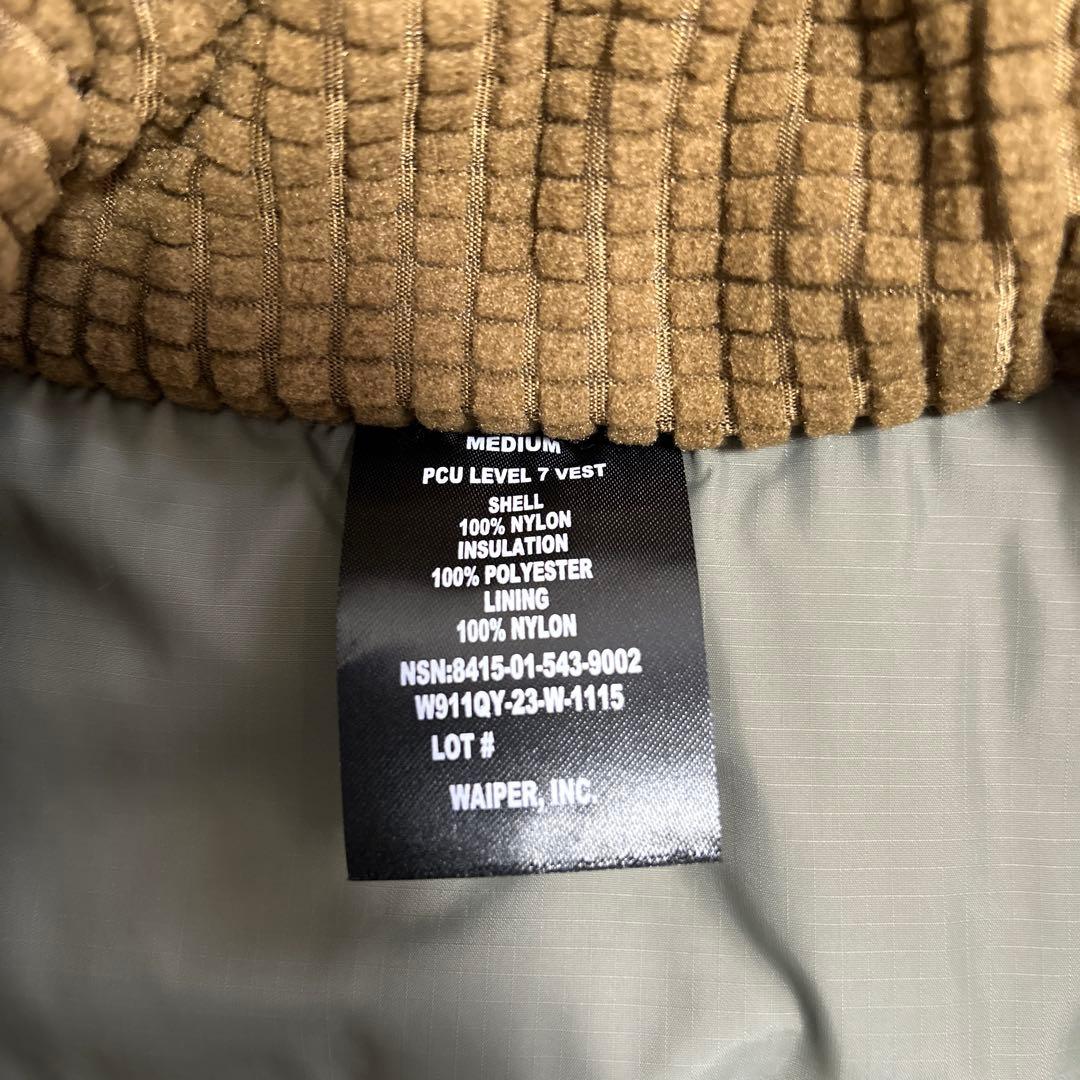 MEDIUM
PCU LEVEL 7 VEST
SHELL
100% NYLON
INSULATION
100% POLYESTER
LINING
100% NYLON
NSN:8415-01-543-9002
W911QY-23-W-1115
LOT #
WAIPER, INC.